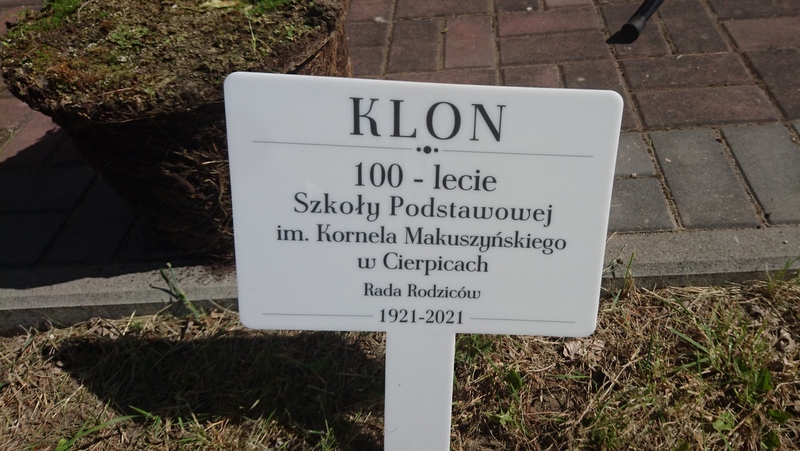 KLON
100 - lecie
Szkoły Podstawowej
im. Kornela Makuszyńskiego
w Cierpicach
Rada Rodziców
1921-2021